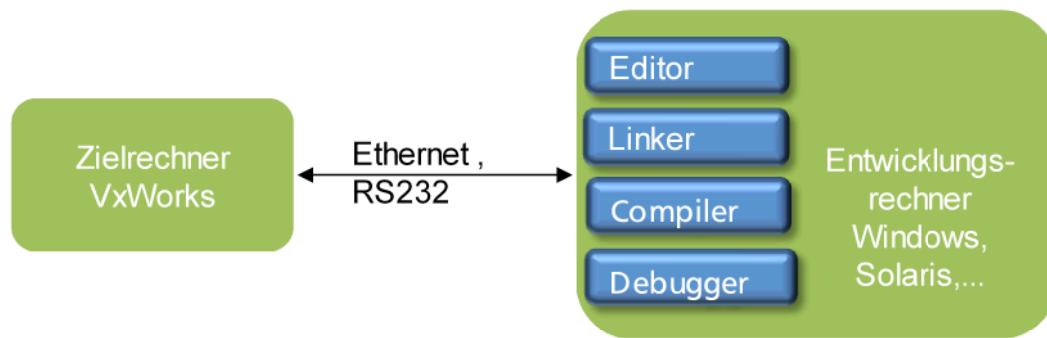 Zielrechner
VxWorks
Ethernet ,
RS232
Editor
Linker
Compiler
Debugger
Entwicklungs-
rechner
Windows,
Solaris,...